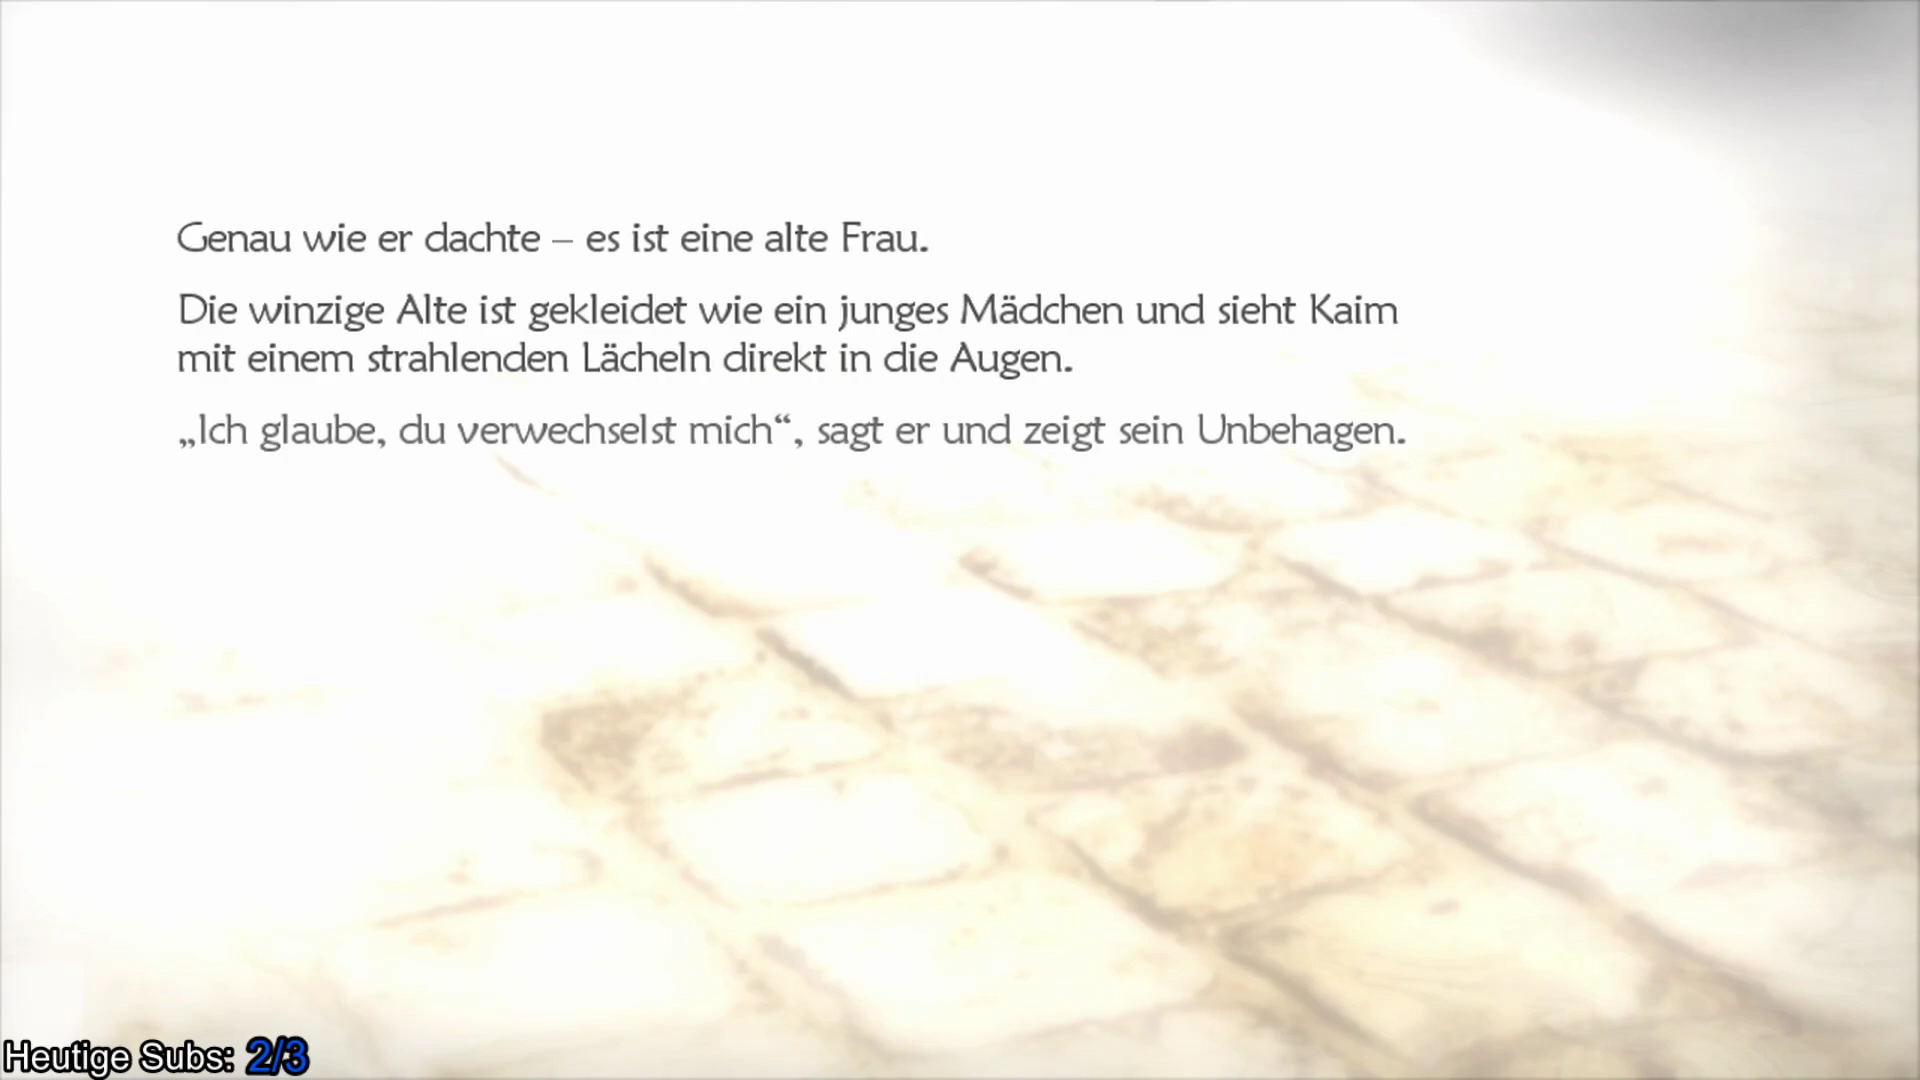 Genau wie er dachte – es ist eine alte Frau.
Die winzige Alte ist gekleidet wie ein junges Mädchen und sieht Kaim
mit einem strahlenden Lächeln direkt in die Augen.
„Ich glaube, du verwechselst mich“, sagt er und zeigt sein Unbehagen.
Heutige Subs: 2/3